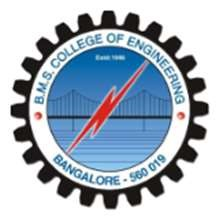 B.M.S. COLLEGE OF ENGINEERING
Estd: 1946
BANGALORE - 560 019